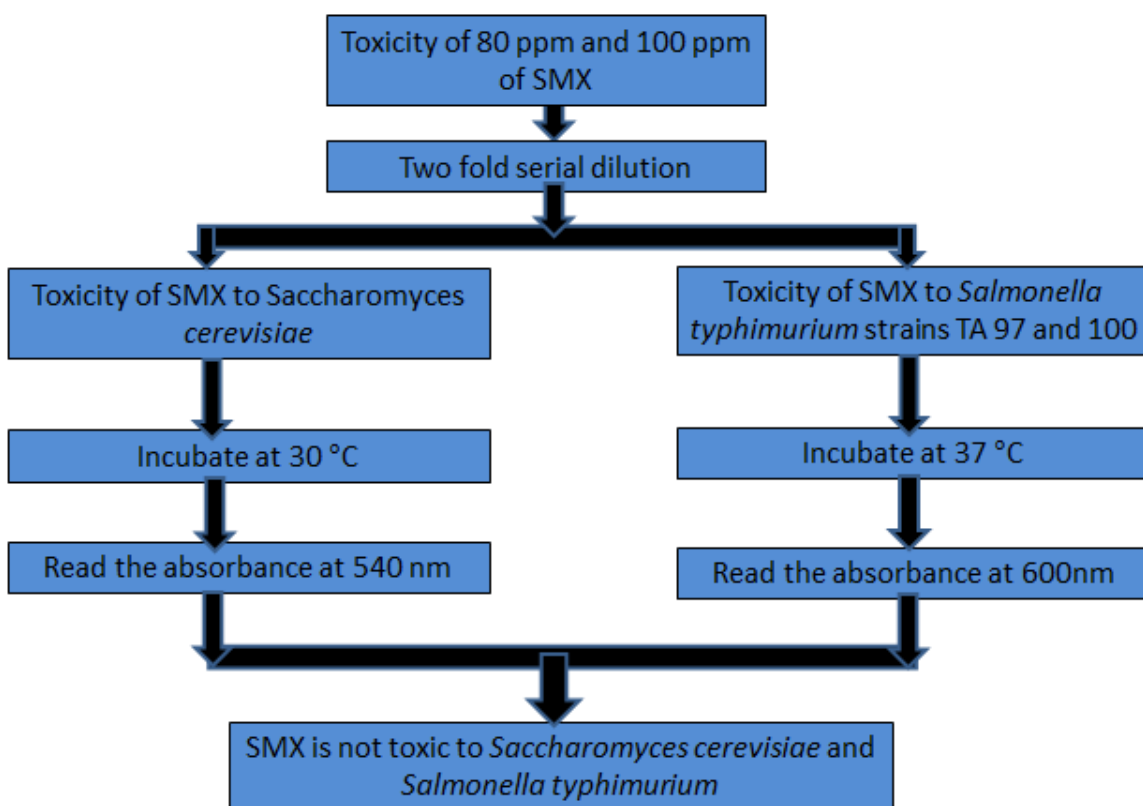 Toxicity of 80 ppm and 100 ppm
of SMX
Two fold serial dilution
Toxicity of SMX to Saccharomyces
cerevisiae
Toxicity of SMX to Salmonella
typhimurium strains TA 97 and 100
Incubate at 30 °C
Incubate at 37 °C
Read the absorbance at 540 nm
Read the absorbance at 600nm
SMX is not toxic to Saccharomyces cerevisiae and
Salmonella typhimurium